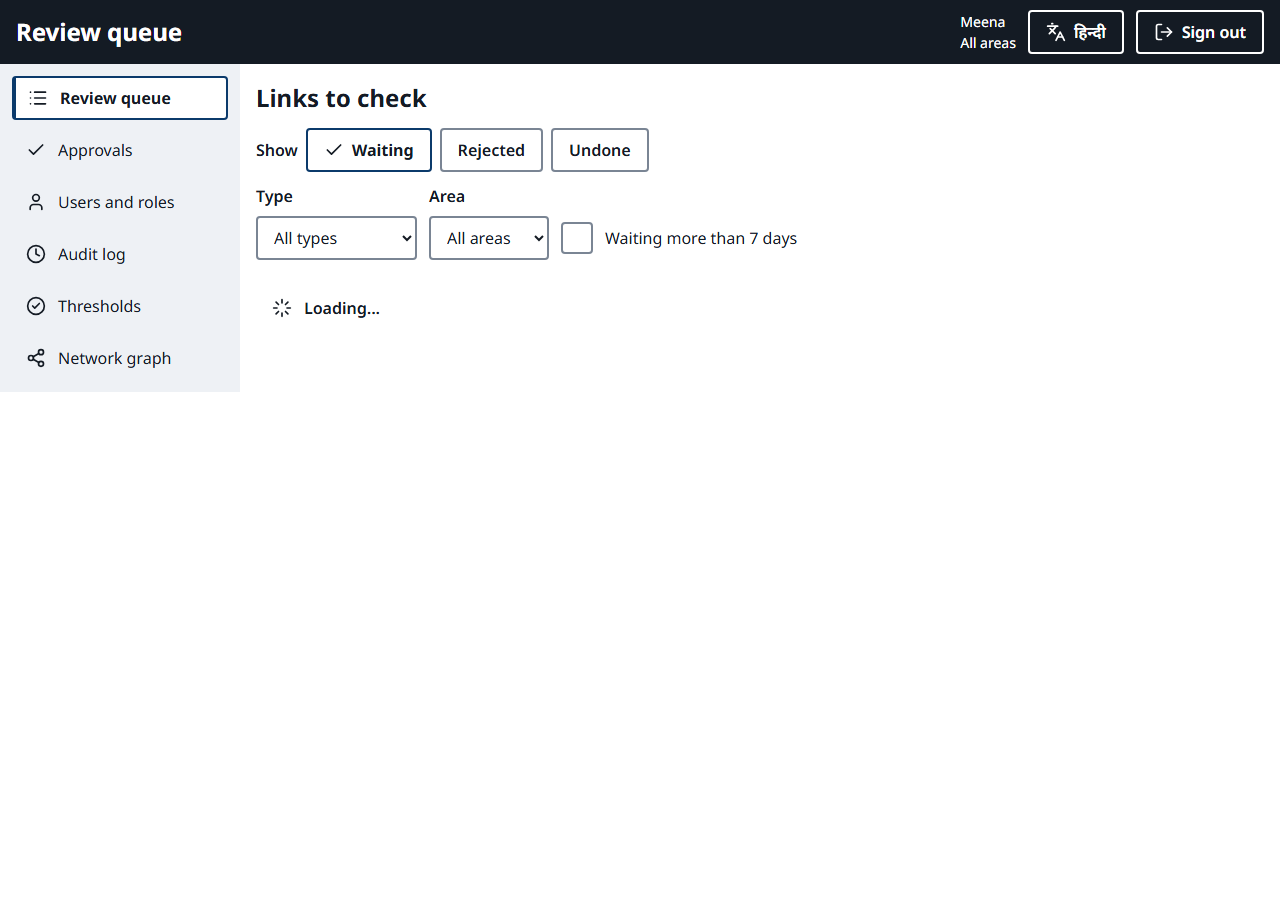 Review queue
Meena
All areas
हिन्दी
Sign out
Review queue
Approvals
Users and roles
Audit log
Thresholds
Network graph
Links to check
Show
Waiting
Rejected
Undone
Type
Area
All types
All areas
Waiting more than 7 days
Loading...